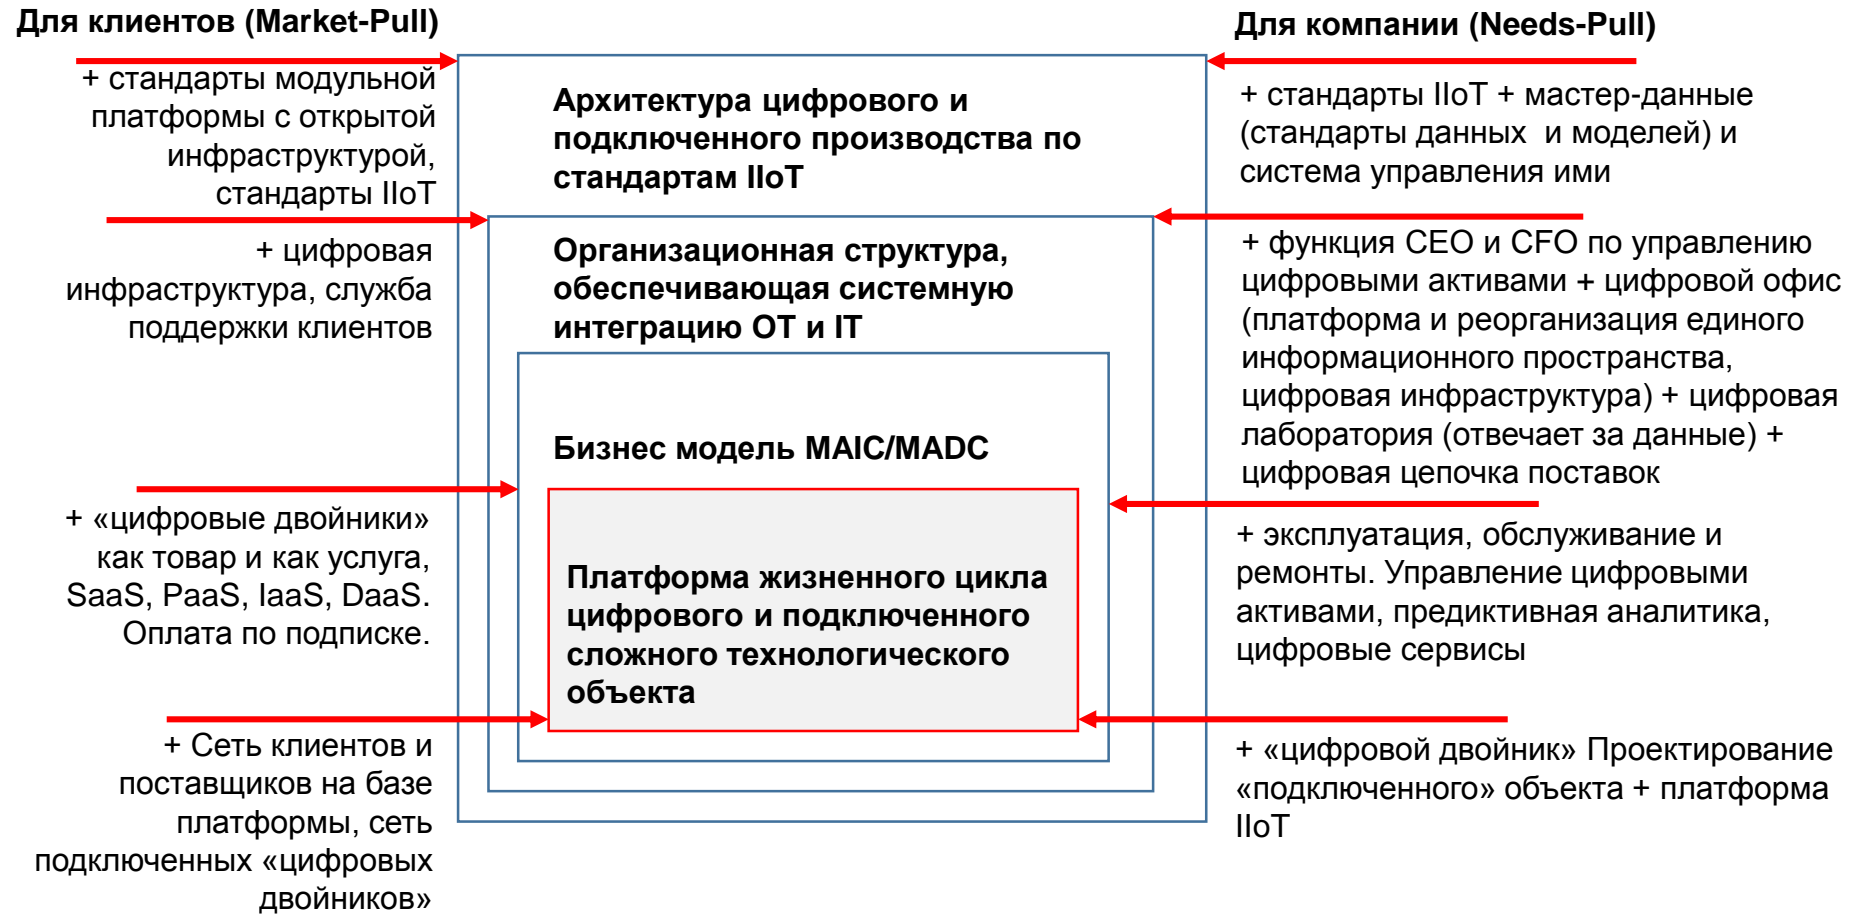 Для клиентов (Market-Pull)
+ стандарты модульной
платформы с открытой
инфраструктурой,
стандарты IIoT
+ цифровая
инфраструктура, служба
поддержки клиентов
+ «цифровые двойники»
как товар и как услуга,
SaaS, PaaS, IaaS, DaaS.
Оплата по подписке.
+ Сеть клиентов и
поставщиков на базе
платформы, сеть
подключенных «цифровых
двойников»
Архитектура цифрового и
подключенного производства по
стандартам IIoT
Организационная структура,
обеспечивающая системную
интеграцию ОТ и IT
Бизнес модель MAIC/MADC
Платформа жизненного цикла
цифрового и подключенного
сложного технологического
объекта
Для компании (Needs-Pull)
+ стандарты IIoT + мастер-данные
(стандарты данных и моделей) и
система управления ими
+ функция CEO и CFO по управлению
цифровыми активами + цифровой офис
(платформа и реорганизация единого
информационного пространства,
цифровая инфраструктура) + цифровая
лаборатория (отвечает за данные) +
цифровая цепочка поставок
+ эксплуатация, обслуживание и
ремонты. Управление цифровыми
активами, предиктивная аналитика,
цифровые сервисы
+ «цифровой двойник» Проектирование
«подключенного» объекта + платформа
IIoT